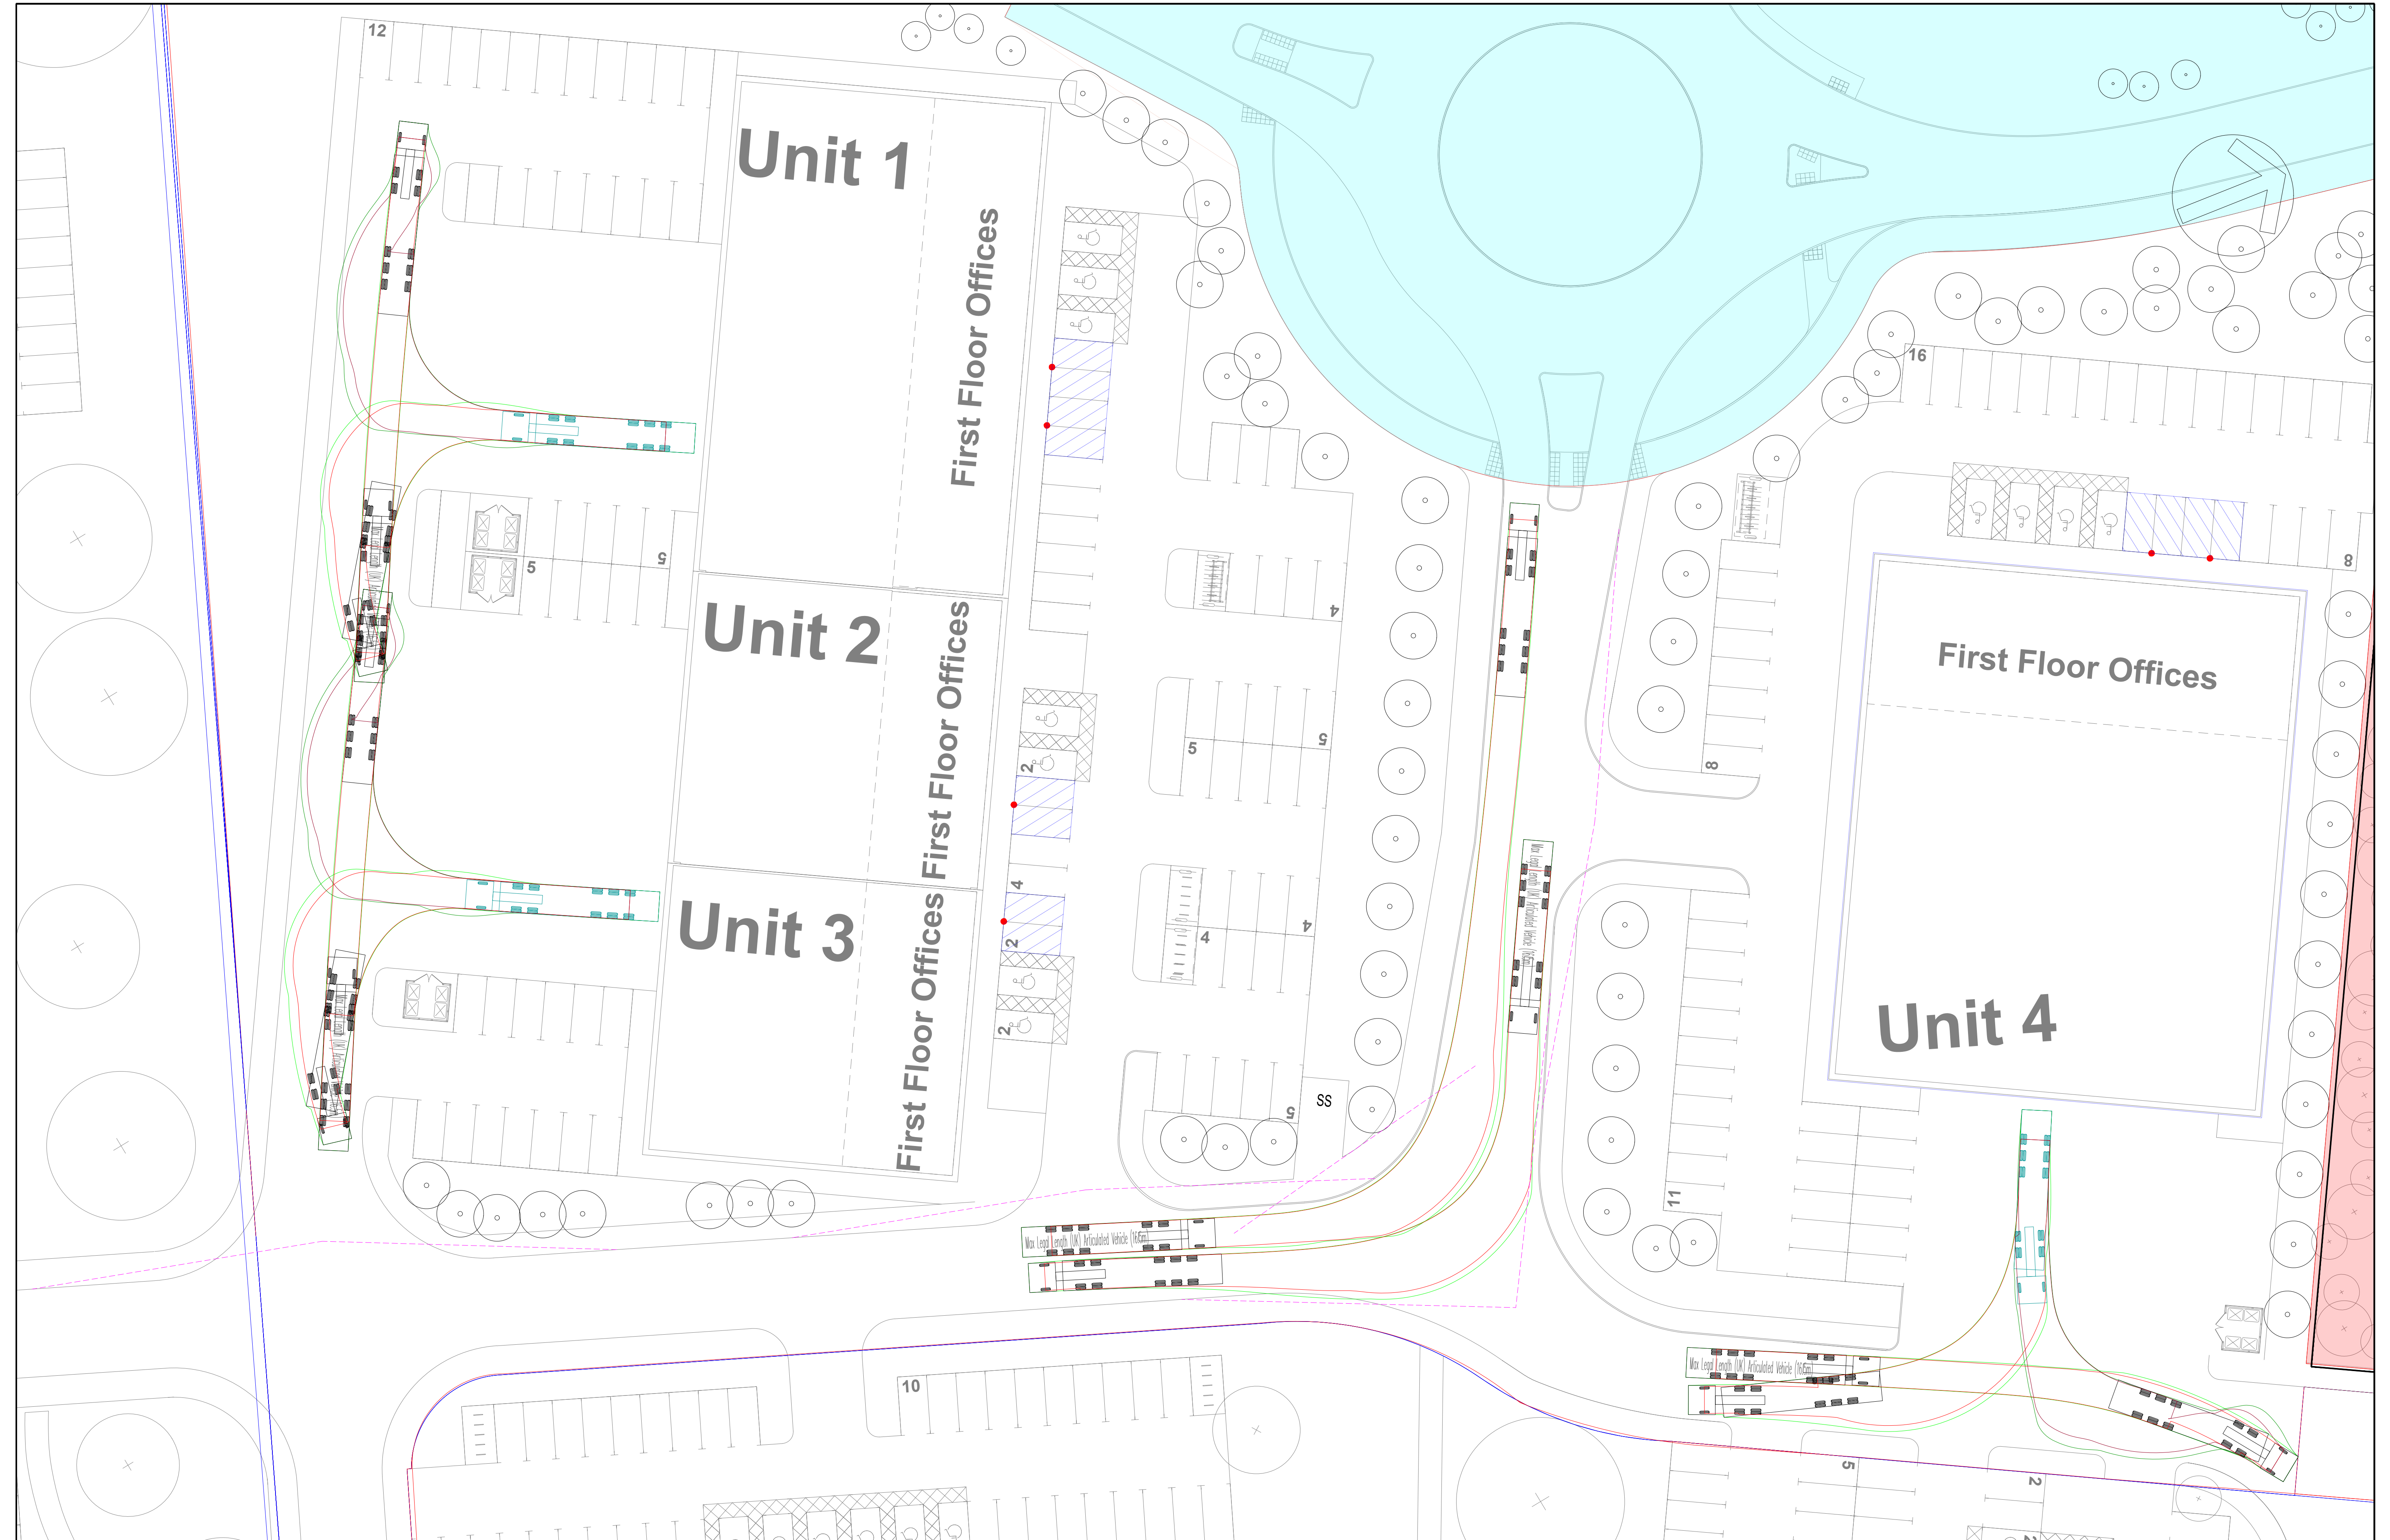 12
Unit 1
First Floor Offices
16
8
5
5
4
Unit 2
First Floor Offices
First Floor Offices
2
5
5
8
4
Unit 3
First Floor Offices
2
4
4
2
Unit 4
SS
5
11
Max Legal Length (UK) Articulated Vehicle (16.5m)
Max Legal Length (UK) Articulated Vehicle (16.5m)
10
5
2